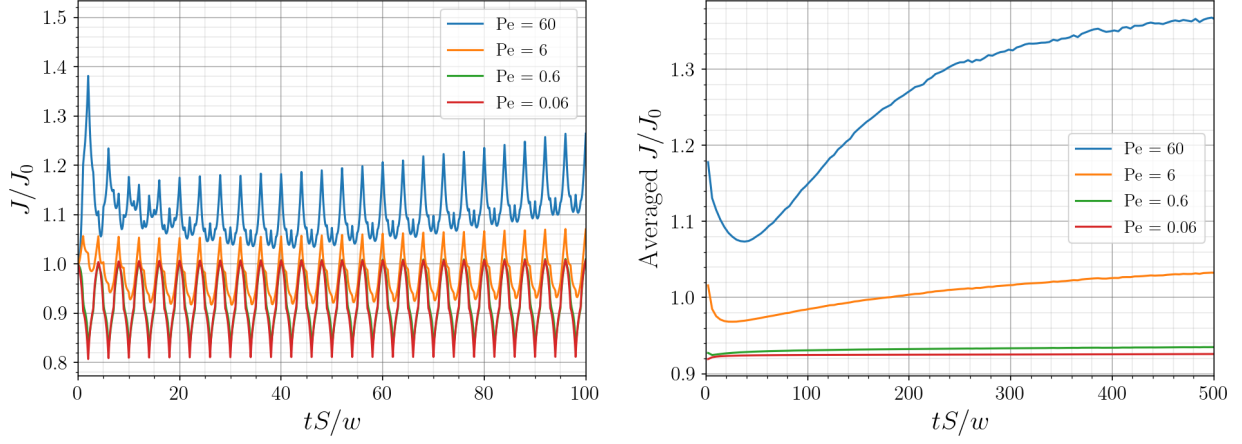 1.5
1.4
1.3
1.2
1.1
1.0
0.9
0.8
J/J₀
0
20
40
60
80
100
tS/w
Pe = 60
Pe = 6
Pe = 0.6
Pe = 0.06
1.3
1.2
1.1
1.0
0.9
Averaged J/J₀
0
100
200
300
400
500
tS/w
Pe = 60
Pe = 6
Pe = 0.6
Pe = 0.06